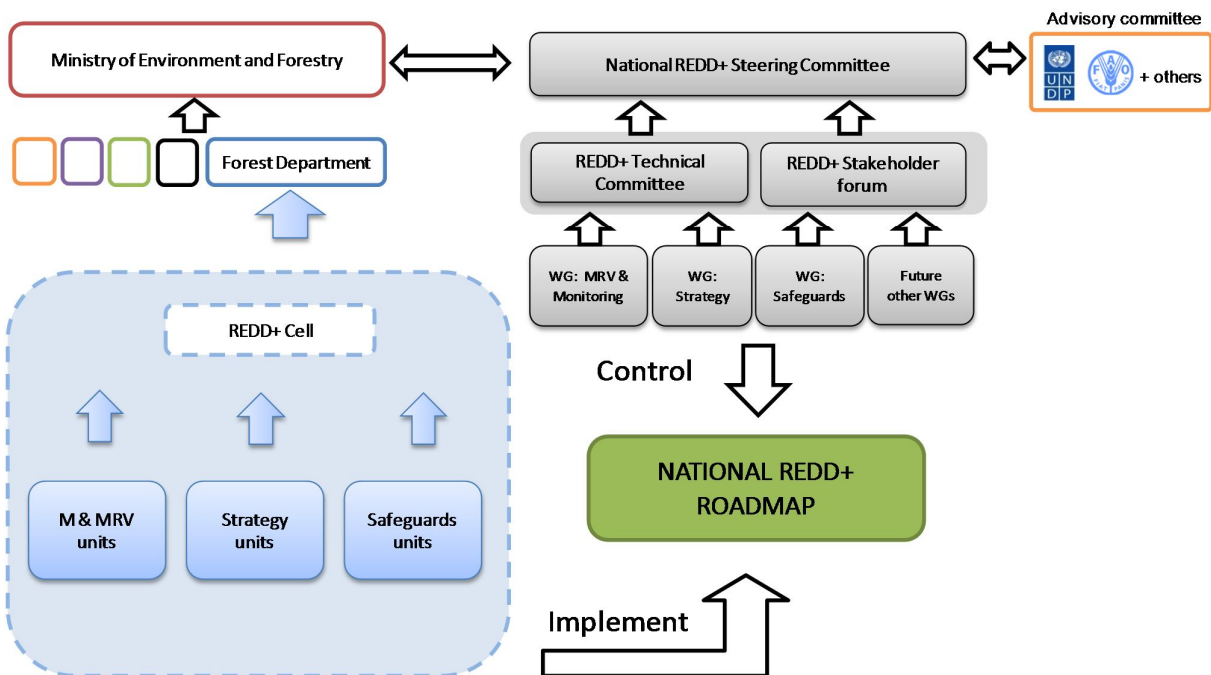 Advisory committee
Ministry of Environment and Forestry
National REDD+ Steering Committee
U N
D P
F A O
FIAT PANIS
+ others
Forest Department
REDD+ Technical
Committee
REDD+ Stakeholder
forum
WG: MRV &
Monitoring
WG:
Strategy
WG:
Safeguards
Future
other WGs
REDD+ Cell
Control
M & MRV
units
Strategy
units
Safeguards
units
NATIONAL REDD+
ROADMAP
Implement